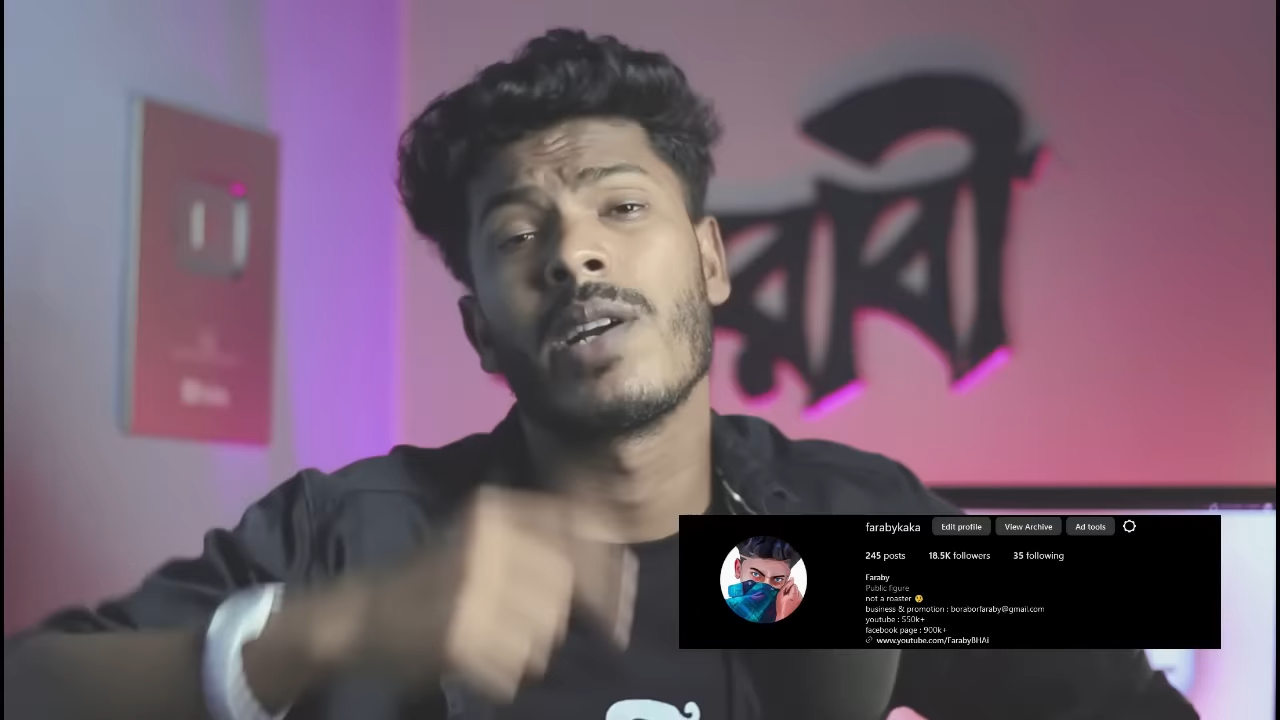 রাবী
farabykaka Edit profile View Archive Ad tools
245 posts 18.5K followers 35 following
Faraby
Public figure
not a roaster 🤨
business & promotion : boraborfaraby@gmail.com
youtube : 550k+
facebook page : 900k+
www.youtube.com/FarabyBHAi